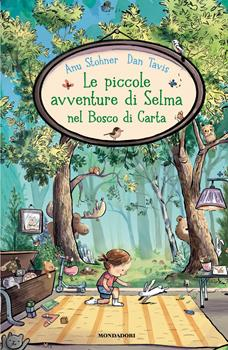 Anu Stohner Dan Tavis
Le piccole
avventure di Selma
nel Bosco di Carta
MONDADORI